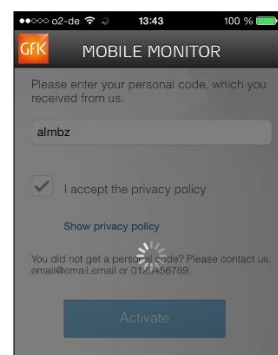 o2-de 13:43 100 %
GfK MOBILE MONITOR
Please enter your personal code, which you
received from us.
almbz
I accept the privacy policy
Show privacy policy
You did not get a personal code? Please contact us:
email@email.email or 0123456789.
Activate